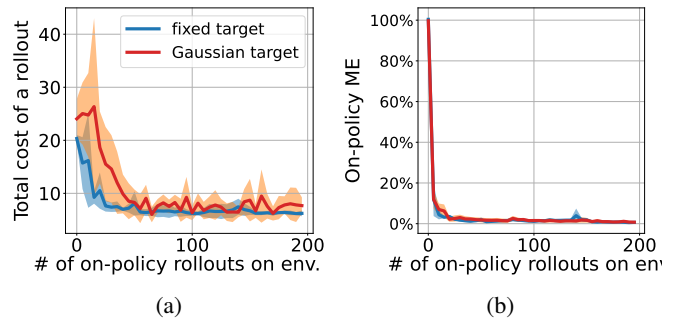 Total cost of a rollout
40
30
20
10
fixed target
Gaussian target
0
100
200
# of on-policy rollouts on env.
(a)
On-policy ME
100%
80%
60%
40%
20%
0%
0
100
200
# of on-policy rollouts on env
(b)